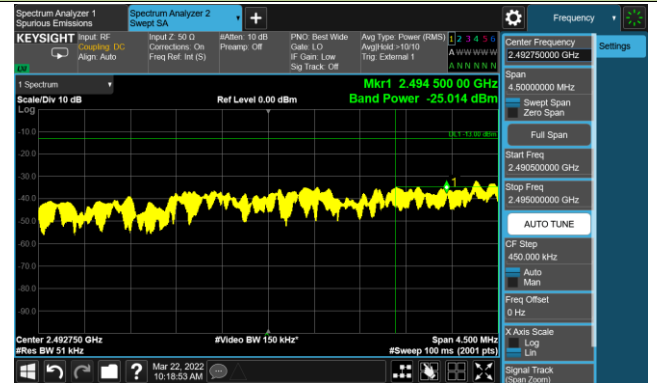 Spectrum Analyzer 1
Spurious Emissions
Spectrum Analyzer 2
Swept SA
+
Frequency
KEYSIGHT
Input: RF
Coupling: DC
Align: Auto
Input Z: 50 Ω
Corrections: On
Freq Ref: Int (S)
#Atten: 10 dB
Preamp: Off
PNO: Best Wide
Gate: LO
IF Gain: Low
Sig Track: Off
Avg Type: Power (RMS)
Avg|Hold:>10/10
Trig: External 1
1 2 3 4 5 6
A W W W W W
A N N N N N
LXI
1 Spectrum
Scale/Div 10 dB
Log
Ref Level 0.00 dBm
Mkr1 2.494 500 00 GHz
Band Power -25.014 dBm
-10.0
DL1 -13.00 dBm
-20.0
-30.0
1
-40.0
-50.0
-60.0
-70.0
-80.0
-90.0
Center 2.492750 GHz
#Res BW 51 kHz
#Video BW 150 kHz*
Span 4.500 MHz
#Sweep 100 ms (2001 pts)
Center Frequency
2.492750000 GHz
Settings
Span
4.50000000 MHz
Swept Span
Zero Span
Full Span
Start Freq
2.490500000 GHz
Stop Freq
2.495000000 GHz
AUTO TUNE
CF Step
450.000 kHz
Auto
Man
Freq Offset
0 Hz
X Axis Scale
Log
Lin
Signal Track
(Span Zoom)
?
Mar 22, 2022
10:18:53 AM